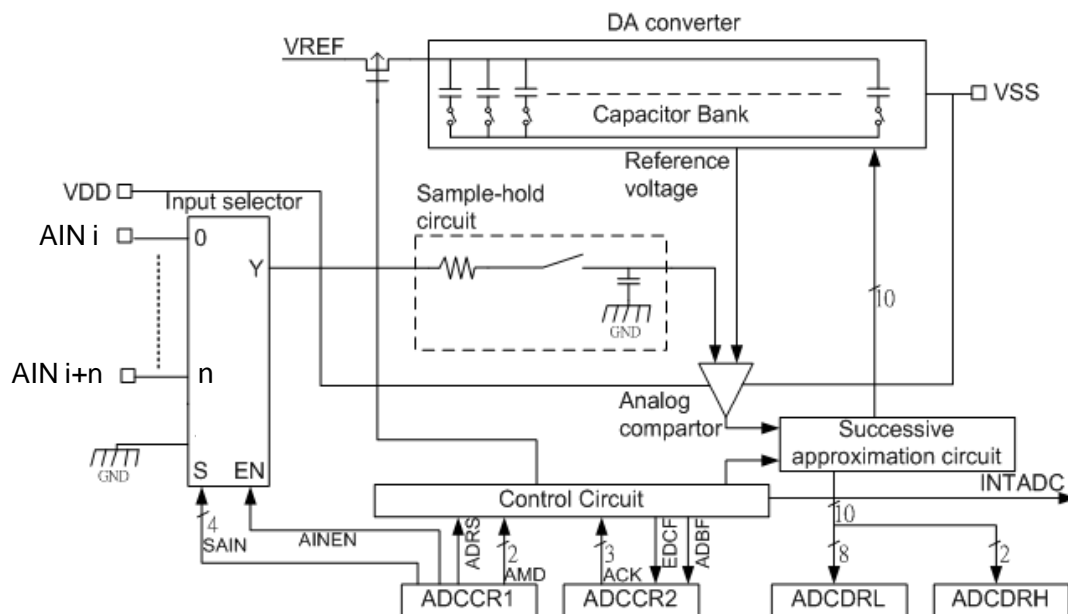 DA converter
VREF
Capacitor Bank
VSS
Reference
voltage
VDD
Input selector
Sample-hold
circuit
AIN i
0
Y
GND
10
AIN i+n
n
Analog
compartor
Successive
approximation circuit
GND
S EN
INTADC
Control Circuit
10
4
SAIN
AINEN
ADRS
2
AMD
3
ACK
EDCF
ADBF
8
2
ADCCR1
ADCCR2
ADCDRL
ADCDRH